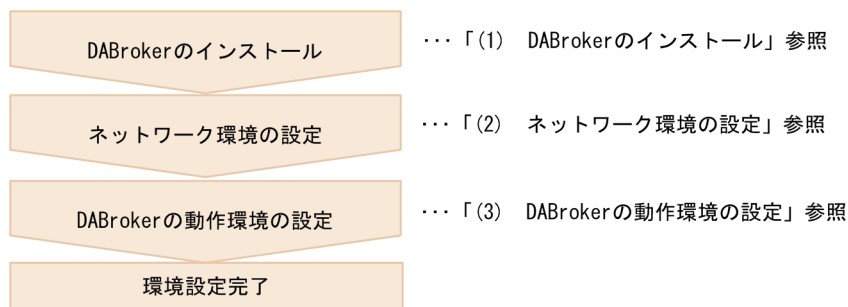 DABrokerのインストール
･･･「(1)　DABrokerのインストール」参照
ネットワーク環境の設定
･･･「(2)　ネットワーク環境の設定」参照
DABrokerの動作環境の設定
･･･「(3)　DABrokerの動作環境の設定」参照
環境設定完了